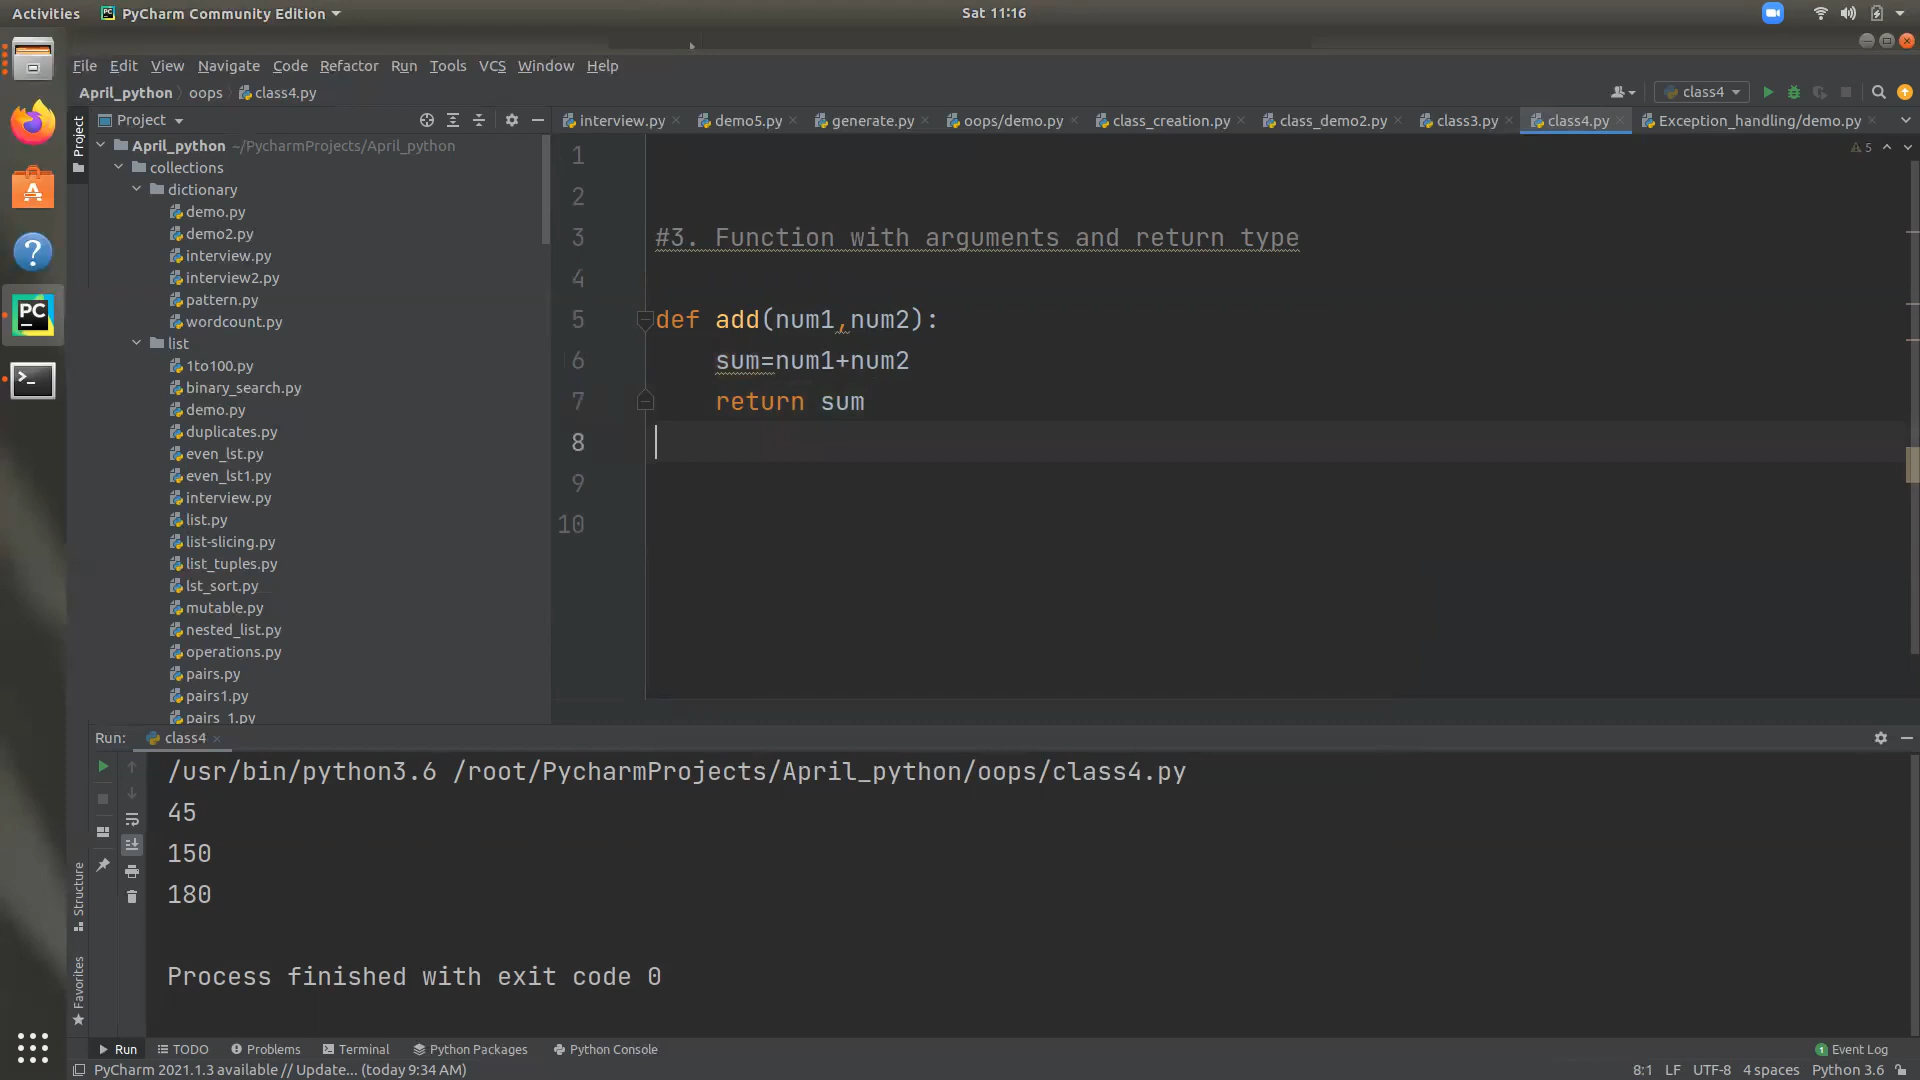 Activities PyCharm Community Edition Sat 11:16
File Edit View Navigate Code Refactor Run Tools VCS Window Help
April_python oops class4.py class4
Project
Project
interview.py demo5.py generate.py oops/demo.py class_creation.py class_demo2.py class3.py class4.py Exception_handling/demo.py
April_python ~/PycharmProjects/April_python
collections
dictionary
demo.py
demo2.py
interview.py
interview2.py
pattern.py
wordcount.py
list
1to100.py
binary_search.py
demo.py
duplicates.py
even_lst.py
even_lst1.py
interview.py
list.py
list-slicing.py
list_tuples.py
lst_sort.py
mutable.py
nested_list.py
operations.py
pairs.py
pairs1.py
pairs_1.py
5
1
2
3 #3. Function with arguments and return type
4
5 def add(num1,num2):
6 sum=num1+num2
7 return sum
8
9
10
Run: class4
/usr/bin/python3.6 /root/PycharmProjects/April_python/oops/class4.py
45
150
180
Process finished with exit code 0
Structure
Favorites
Run TODO Problems Terminal Python Packages Python Console 1 Event Log
PyCharm 2021.1.3 available // Update... (today 9:34 AM) 8:1 LF UTF-8 4 spaces Python 3.6